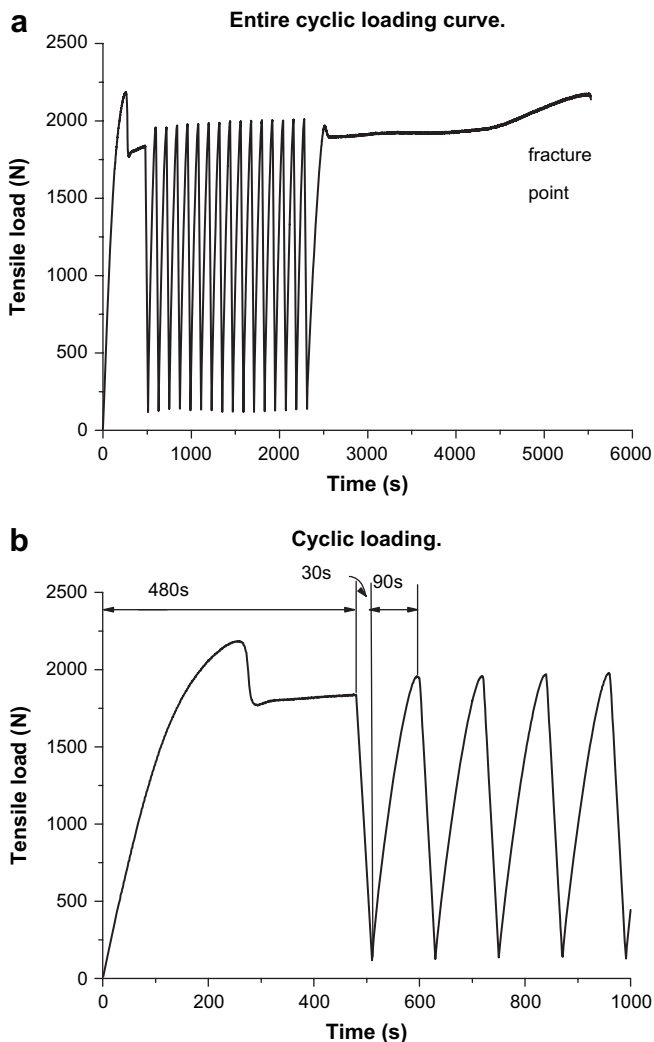 a
Entire cyclic loading curve.
2500
2000
1500
1000
500
0
Tensile load (N)
fracture
point
0 1000 2000 3000 4000 5000 6000
Time (s)
b
Cyclic loading.
30s
90s
480s
2500
2000
1500
1000
500
0
Tensile load (N)
0 200 400 600 800 1000
Time (s)